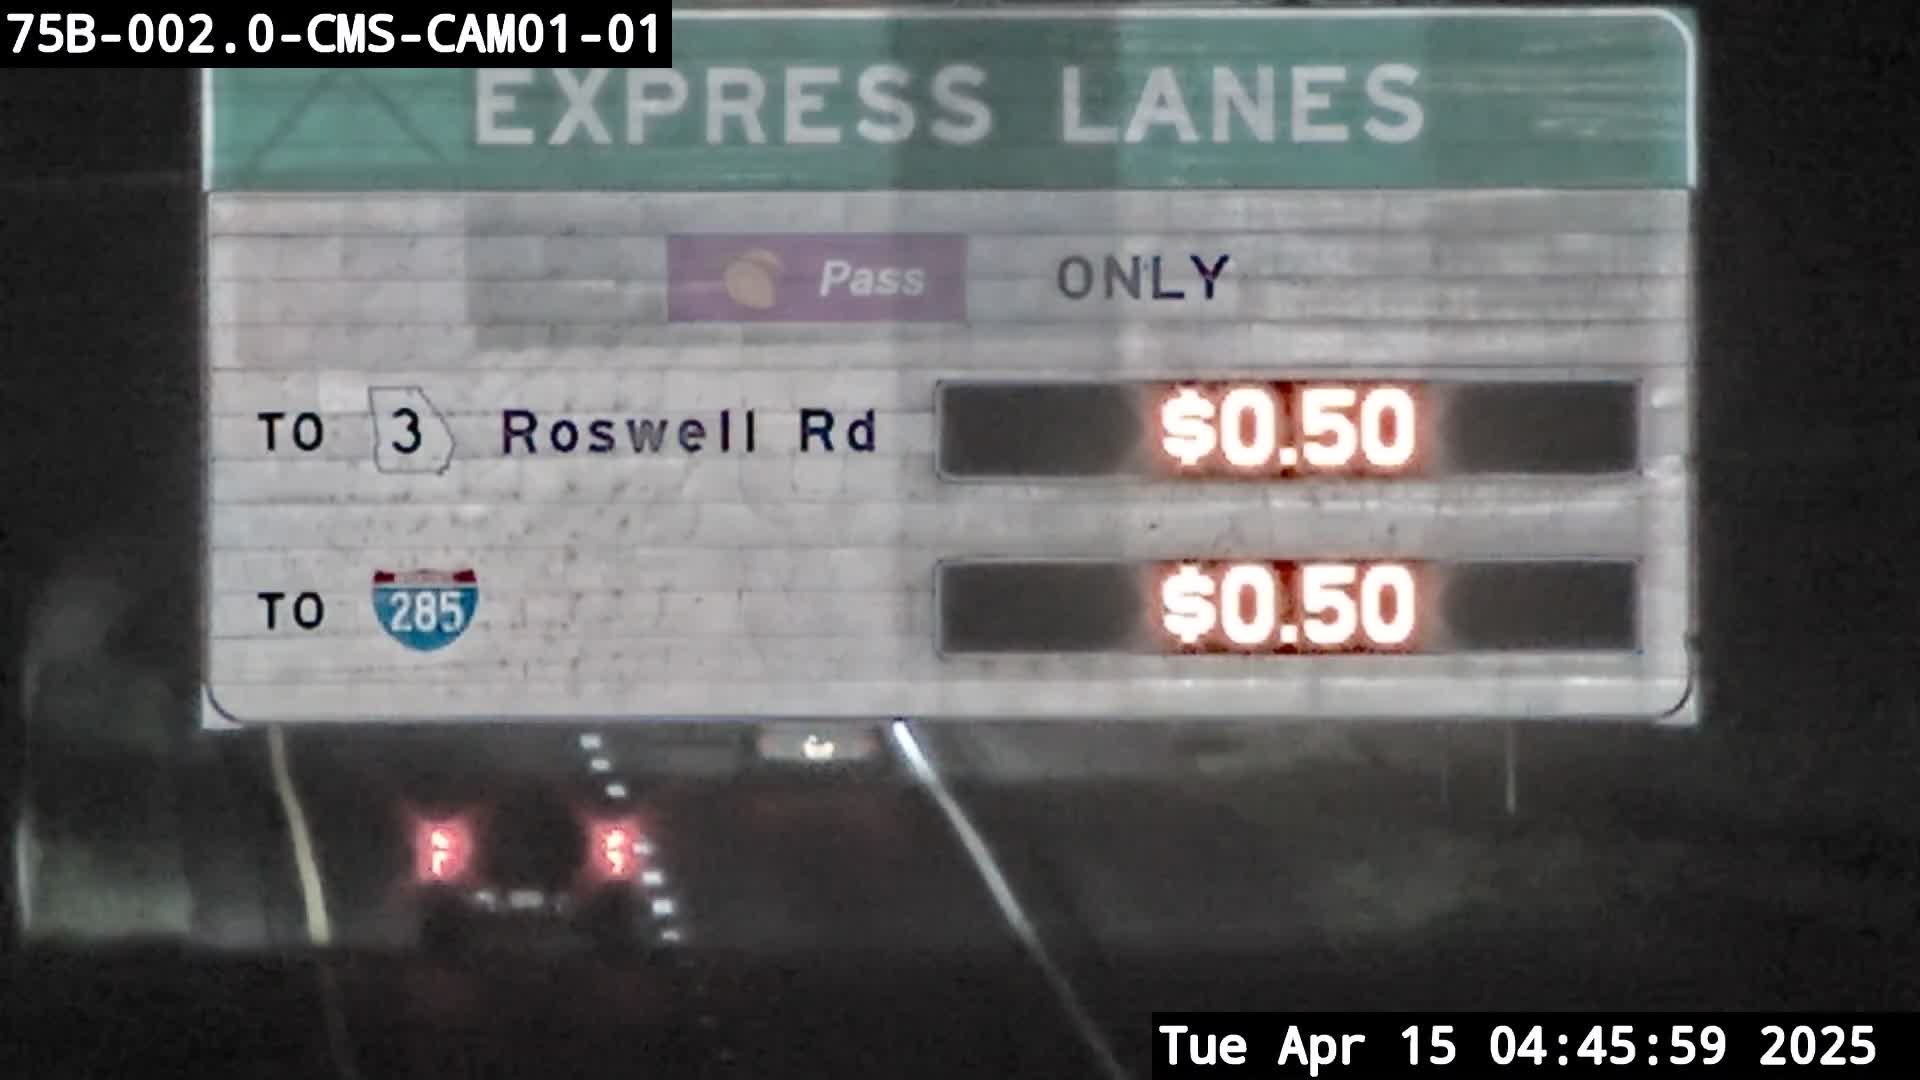 75B-002.0-CMS-CAM01-01
EXPRESS LANES
Pass ONLY
TO 3 Roswell Rd $0.50
TO 285 $0.50
Tue Apr 15 04:45:59 2025